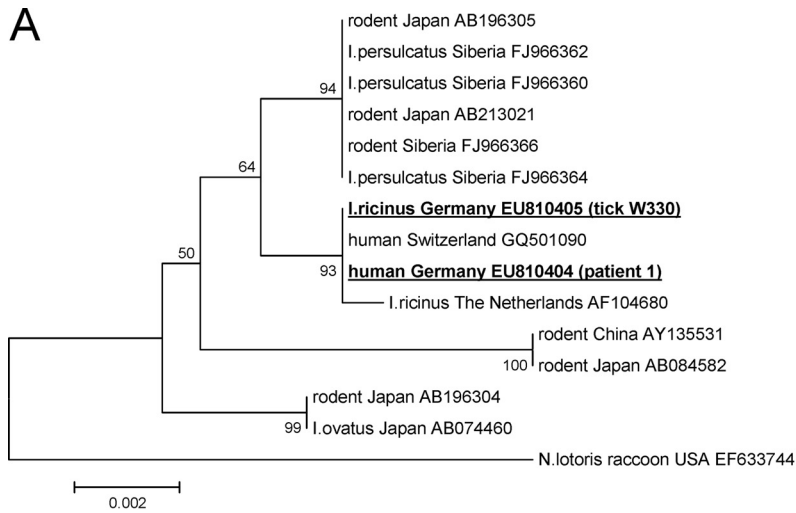 A
rodent Japan AB196305
I.persulcatus Siberia FJ966362
I.persulcatus Siberia FJ966360
94
rodent Japan AB213021
rodent Siberia FJ966366
64
I.persulcatus Siberia FJ966364
I.ricinus Germany EU810405 (tick W330)
human Switzerland GQ501090
50
93
human Germany EU810404 (patient 1)
I.ricinus The Netherlands AF104680
rodent China AY135531
100
rodent Japan AB084582
rodent Japan AB196304
99
I.ovatus Japan AB074460
N.lotoris raccoon USA EF633744
0.002